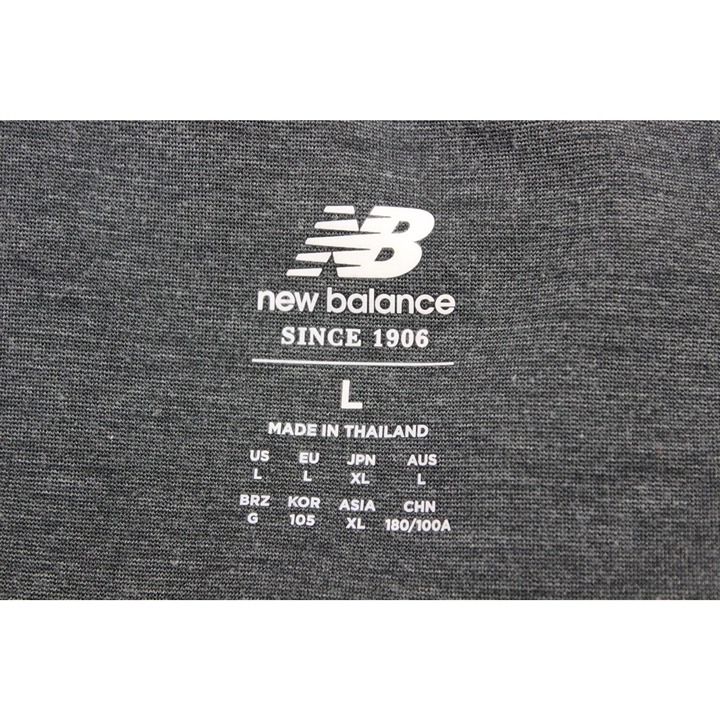 NB
new balance
SINCE 1906
L
MADE IN THAILAND
US EU JPN AUS
L L XL L
BRZ KOR ASIA CHN
G 105 XL 180/100A